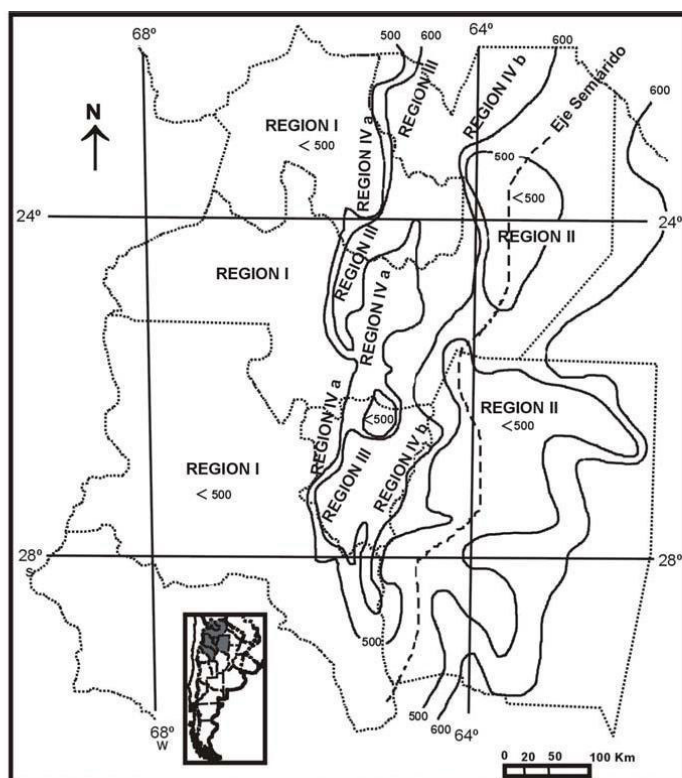 68º
500
600
64º
600
600
N
REGION I
< 500
REGION IV a
REGION III
REGION IV b
Eje Semiárido
500
<500
24º
24º
REGION II
REGION III
REGION I
REGION IV a
REGION IV a
<500
REGION II
<500
REGION I
< 500
REGION III
REGION IV b
28º
28º
500
500
600
68º
W
64º
0 20 50 100 Km